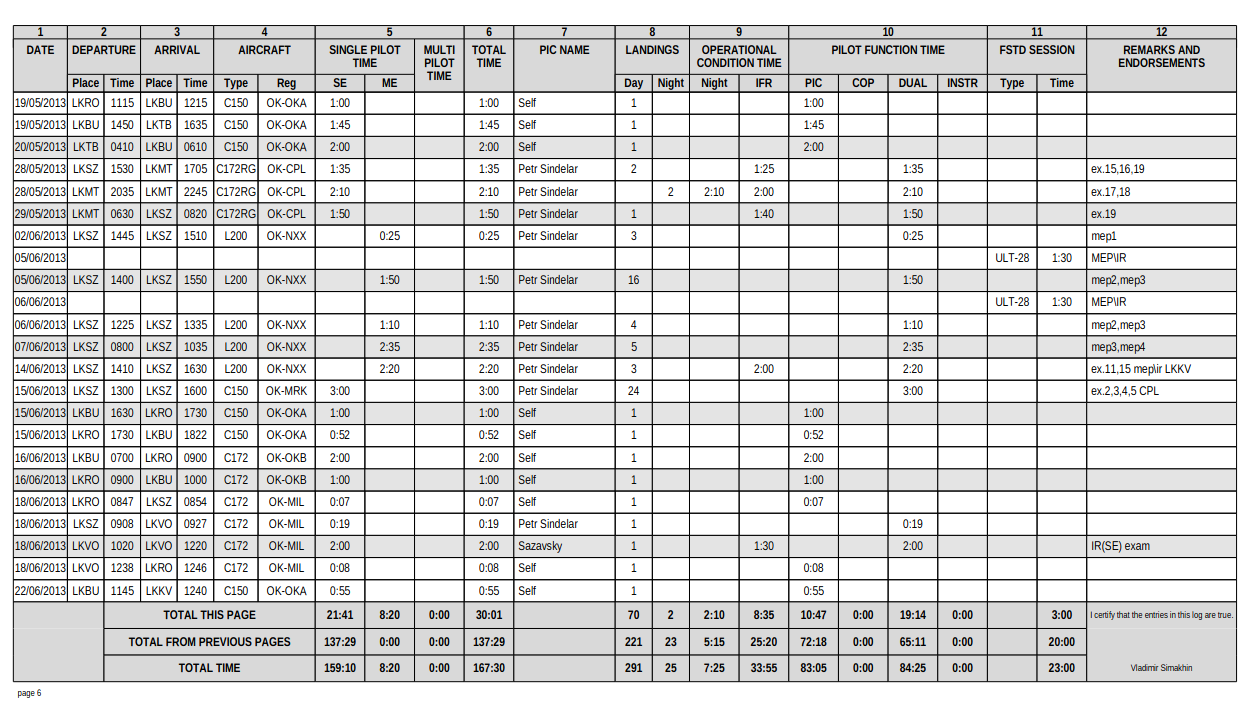 1 2 3 4 5 6 7 8 9 10 11 12
DATE DEPARTURE ARRIVAL AIRCRAFT SINGLE PILOT TIME MULTI PILOT TIME TOTAL TIME PIC NAME LANDINGS OPERATIONAL CONDITION TIME PILOT FUNCTION TIME FSTD SESSION REMARKS AND ENDORSEMENTS
Place Time Place Time Type Reg SE ME Day Night Night IFR PIC COP DUAL INSTR Type Time
19/05/2013 LKRO 1115 LKBU 1215 C150 OK-OKA 1:00 1:00 Self 1 1:00
19/05/2013 LKBU 1450 LKTB 1635 C150 OK-OKA 1:45 1:45 Self 1 1:45
20/05/2013 LKTB 0410 LKBU 0610 C150 OK-OKA 2:00 2:00 Self 1 2:00
28/05/2013 LKSZ 1530 LKMT 1705 C172RG OK-CPL 1:35 1:35 Petr Sindelar 2 1:25 1:35 ex.15,16,19
28/05/2013 LKMT 2035 LKMT 2245 C172RG OK-CPL 2:10 2:10 Petr Sindelar 2 2:10 2:00 2:10 ex.17,18
29/05/2013 LKMT 0630 LKSZ 0820 C172RG OK-CPL 1:50 1:50 Petr Sindelar 1 1:40 1:50 ex.19
02/06/2013 LKSZ 1445 LKSZ 1510 L200 OK-NXX 0:25 0:25 Petr Sindelar 3 0:25 mep1
05/06/2013 ULT-28 1:30 MEP\IR
05/06/2013 LKSZ 1400 LKSZ 1550 L200 OK-NXX 1:50 1:50 Petr Sindelar 16 1:50 mep2,mep3
06/06/2013 ULT-28 1:30 MEP\IR
06/06/2013 LKSZ 1225 LKSZ 1335 L200 OK-NXX 1:10 1:10 Petr Sindelar 4 1:10 mep2,mep3
07/06/2013 LKSZ 0800 LKSZ 1035 L200 OK-NXX 2:35 2:35 Petr Sindelar 5 2:35 mep3,mep4
14/06/2013 LKSZ 1410 LKSZ 1630 L200 OK-NXX 2:20 2:20 Petr Sindelar 3 2:00 2:20 ex.11,15 mep\ir LKKV
15/06/2013 LKSZ 1300 LKSZ 1600 C150 OK-MRK 3:00 3:00 Petr Sindelar 24 3:00 ex.2,3,4,5 CPL
15/06/2013 LKBU 1630 LKRO 1730 C150 OK-OKA 1:00 1:00 Self 1 1:00
15/06/2013 LKRO 1730 LKBU 1822 C150 OK-OKA 0:52 0:52 Self 1 0:52
16/06/2013 LKBU 0700 LKRO 0900 C172 OK-OKB 2:00 2:00 Self 1 2:00
16/06/2013 LKRO 0900 LKBU 1000 C172 OK-OKB 1:00 1:00 Self 1 1:00
18/06/2013 LKRO 0847 LKSZ 0854 C172 OK-MIL 0:07 0:07 Self 1 0:07
18/06/2013 LKSZ 0908 LKVO 0927 C172 OK-MIL 0:19 0:19 Petr Sindelar 1 0:19
18/06/2013 LKVO 1020 LKVO 1220 C172 OK-MIL 2:00 2:00 Sazavsky 1 1:30 2:00 IR(SE) exam
18/06/2013 LKVO 1238 LKRO 1246 C172 OK-MIL 0:08 0:08 Self 1 0:08
22/06/2013 LKBU 1145 LKKV 1240 C150 OK-OKA 0:55 0:55 Self 1 0:55
TOTAL THIS PAGE 21:41 8:20 0:00 30:01 70 2 2:10 8:35 10:47 0:00 19:14 0:00 3:00 I certify that the entries in this log are true.
TOTAL FROM PREVIOUS PAGES 137:29 0:00 0:00 137:29 221 23 5:15 25:20 72:18 0:00 65:11 0:00 20:00
TOTAL TIME 159:10 8:20 0:00 167:30 291 25 7:25 33:55 83:05 0:00 84:25 0:00 23:00 Vladimir Simakhin
page 6